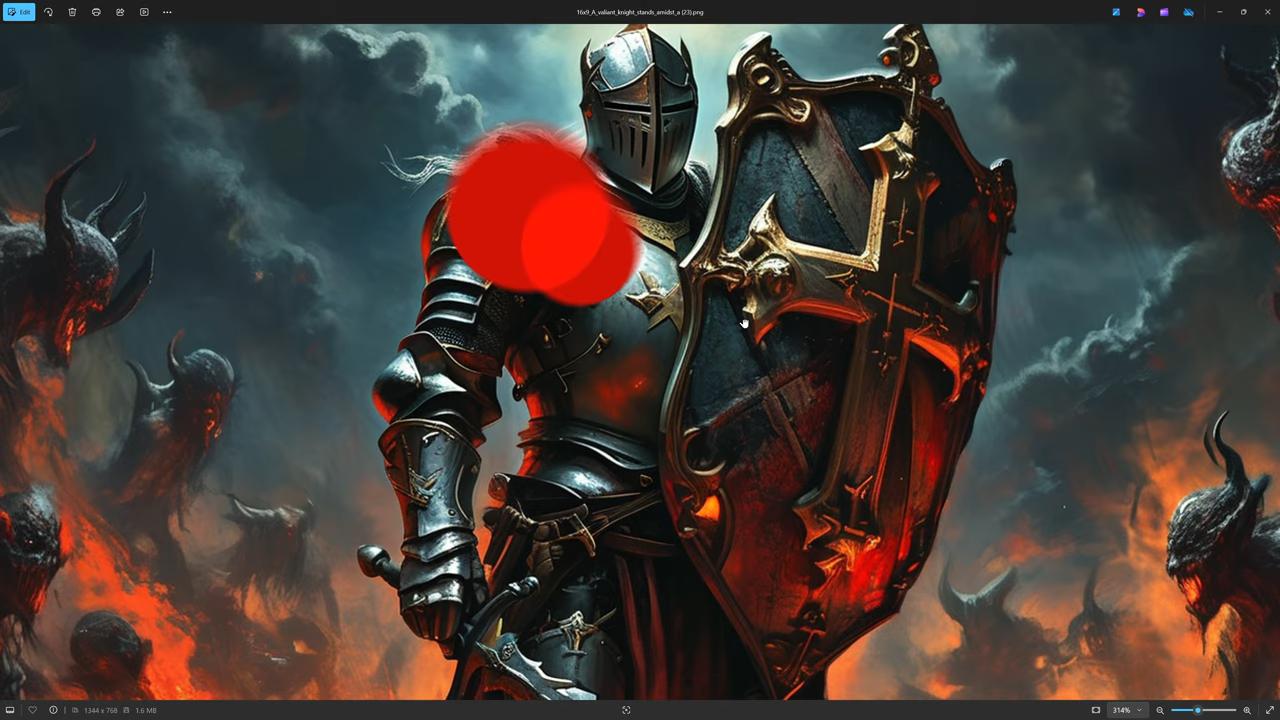 Edit
16x9_A_valiant_knight_stands_amidst_a (23).png
1344 x 768
1.6 MB
314%